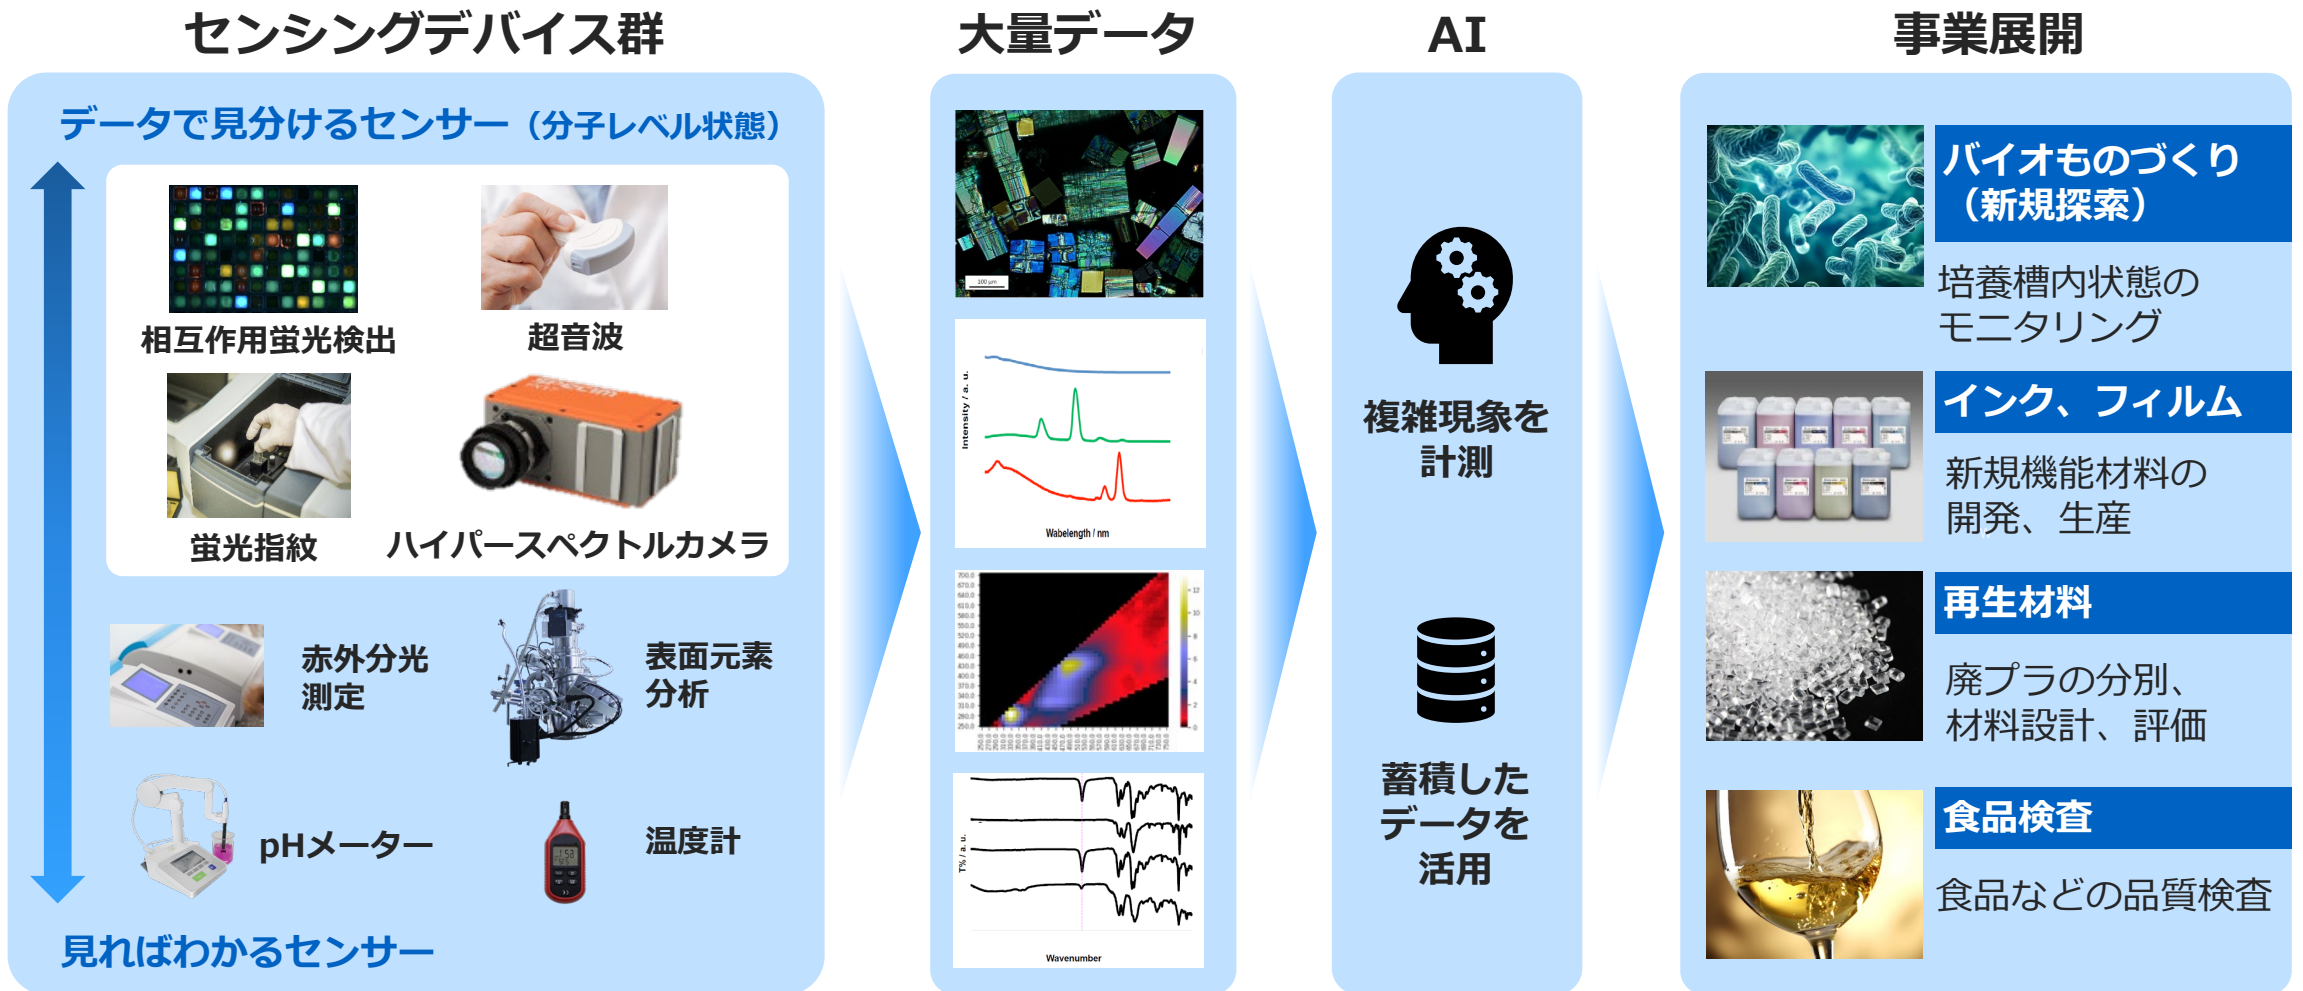 センシングデバイス群
大量データ
AI
事業展開
データで見分けるセンサー（分子レベル状態）
相互作用蛍光検出
超音波
蛍光指紋
ハイパースペクトルカメラ
赤外分光
測定
表面元素
分析
pHメーター
温度計
見ればわかるセンサー
100 μm
Intensity / a. u.
Wabelength / nm
T% / a. u.
Wavenumber
複雑現象を
計測
蓄積した
データを
活用
バイオものづくり
（新規探索）
培養槽内状態の
モニタリング
インク、フィルム
新規機能材料の
開発、生産
再生材料
廃プラの分別、
材料設計、評価
食品検査
食品などの品質検査